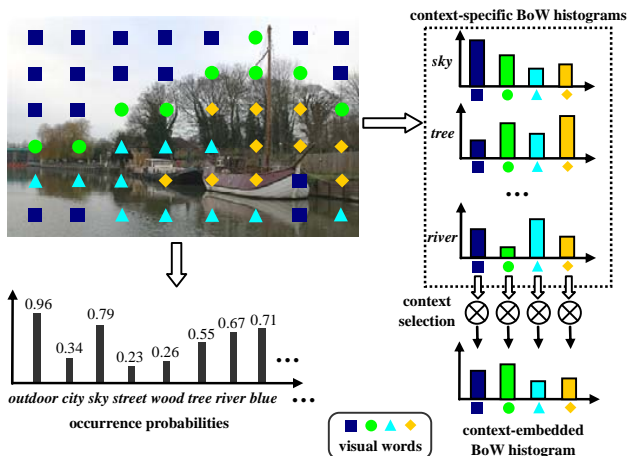 context-specific BoW histograms
sky
tree
...
river
context
selection
0.96
0.34
0.79
0.23
0.26
0.55
0.67
0.71
...
outdoor city sky street wood tree river blue ...
occurrence probabilities
visual words
context-embedded
BoW histogram